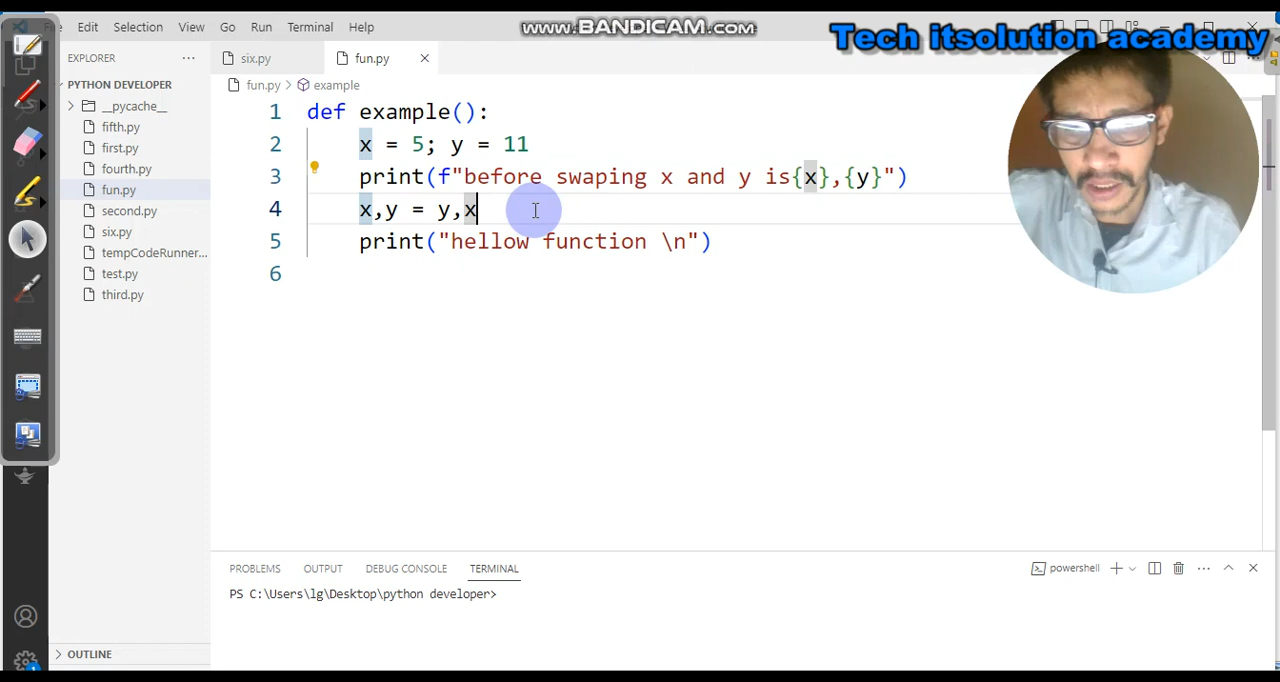 File Edit Selection View Go Run Terminal Help
www.BANDICAM.com
Tech itsolution academy
EXPLORER ···
six.py
fun.py
PYTHON DEVELOPER
fun.py > example
__pycache__
fifth.py
first.py
fourth.py
fun.py
second.py
six.py
tempCodeRunner...
test.py
third.py
1 def example():
2 x = 5; y = 11
3 print(f"before swaping x and y is{x},{y}")
4 x,y = y,x
5 print("hellow function \n")
6
PROBLEMS OUTPUT DEBUG CONSOLE TERMINAL
powershell
PS C:\Users\lg\Desktop\python developer>
OUTLINE